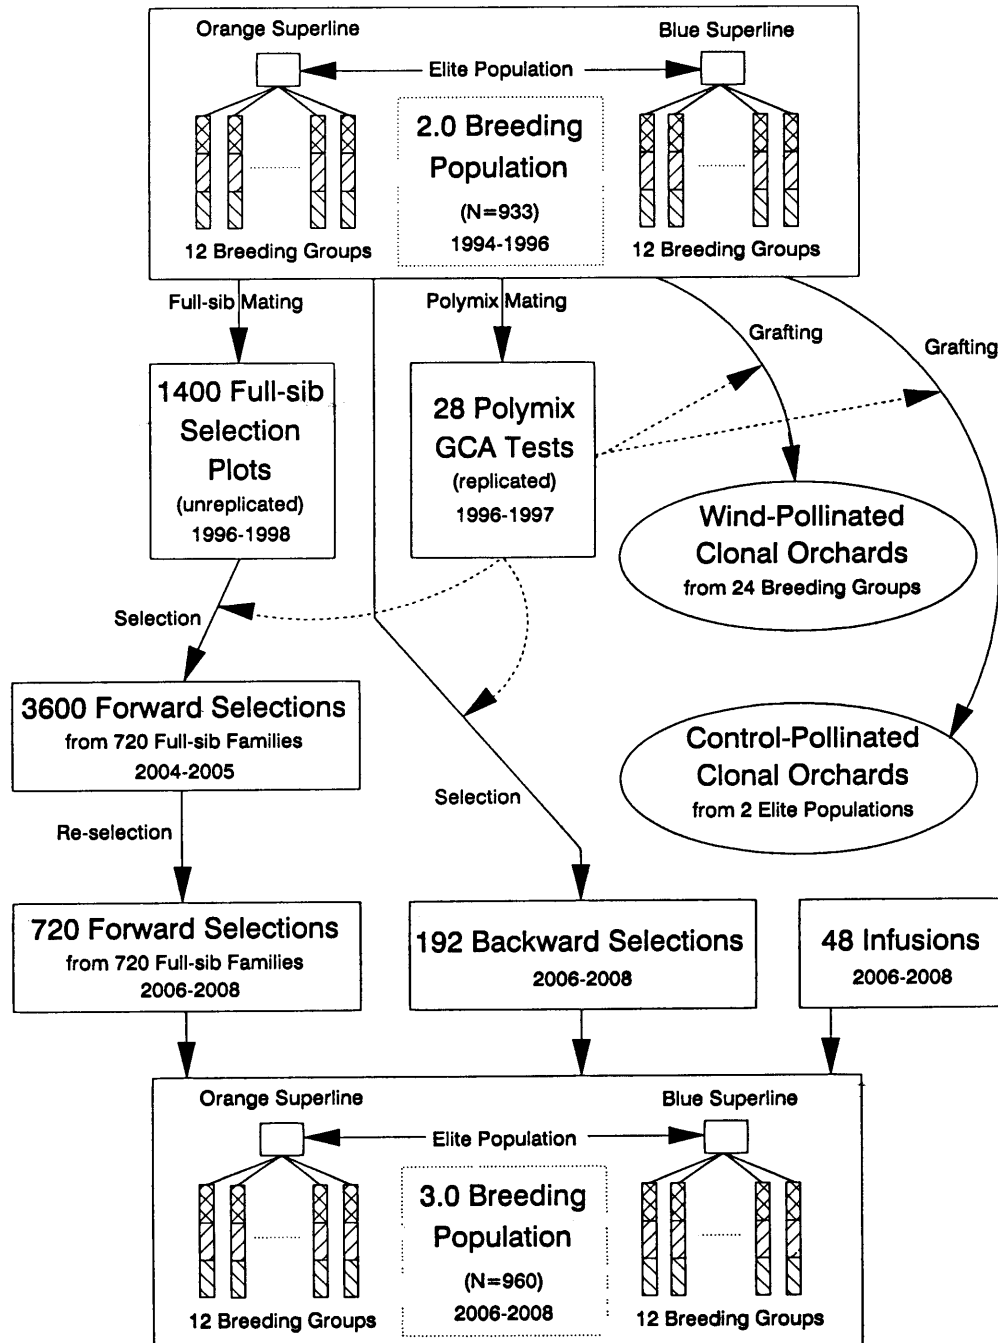 Orange Superline
Blue Superline
Elite Population
2.0 Breeding
Population
(N=933)
1994-1996
12 Breeding Groups
12 Breeding Groups
Full-sib Mating
Polymix Mating
Grafting
Grafting
1400 Full-sib
Selection
Plots
(unreplicated)
1996-1998
28 Polymix
GCA Tests
(replicated)
1996-1997
Wind-Pollinated
Clonal Orchards
from 24 Breeding Groups
Selection
3600 Forward Selections
from 720 Full-sib Families
2004-2005
Selection
Control-Pollinated
Clonal Orchards
from 2 Elite Populations
Re-selection
720 Forward Selections
from 720 Full-sib Families
2006-2008
192 Backward Selections
2006-2008
48 Infusions
2006-2008
Orange Superline
Blue Superline
Elite Population
3.0 Breeding
Population
(N=960)
2006-2008
12 Breeding Groups
12 Breeding Groups